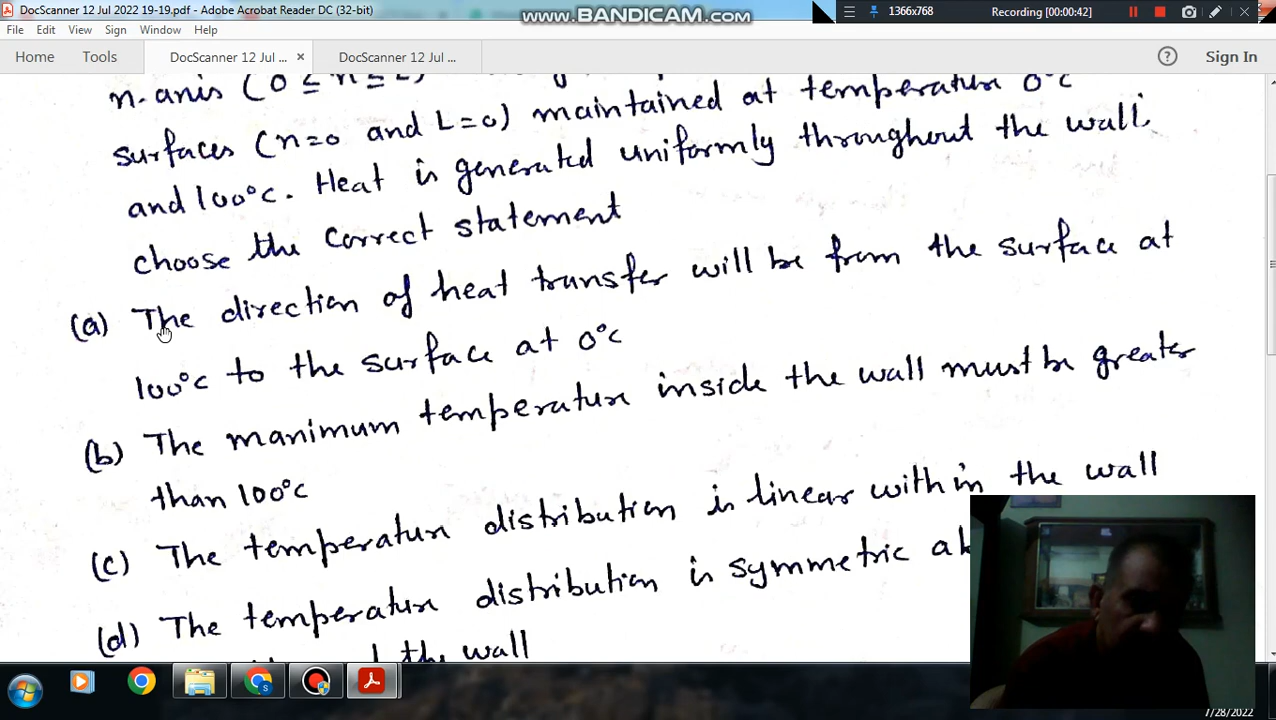 DocScanner 12 Jul 2022 19-19.pdf - Adobe Acrobat Reader DC (32-bit)
www.BANDICAM.com
1366x768
Recording [00:00:42]
File Edit View Sign Window Help
Home Tools DocScanner 12 Jul ... × DocScanner 12 Jul ... Sign In
x-axis (0 ≤ x ≤ L)
surfaces (x=0 and L=0) maintained at temperature 0°C
and 100°C. Heat is generated uniformly throughout the wall.
choose the correct statement
(a) The direction of heat transfer will be from the surface at
100°C to the surface at 0°C
(b) The maximum temperature inside the wall must be greater
than 100°C
(c) The temperature distribution is linear within the wall
(d) The temperature distribution is symmetric
the wall
7/28/2022